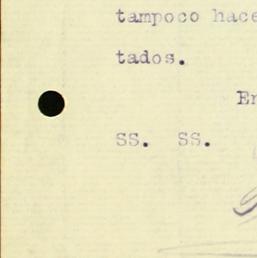 tampoco hace
tados.
En
ss. ss.